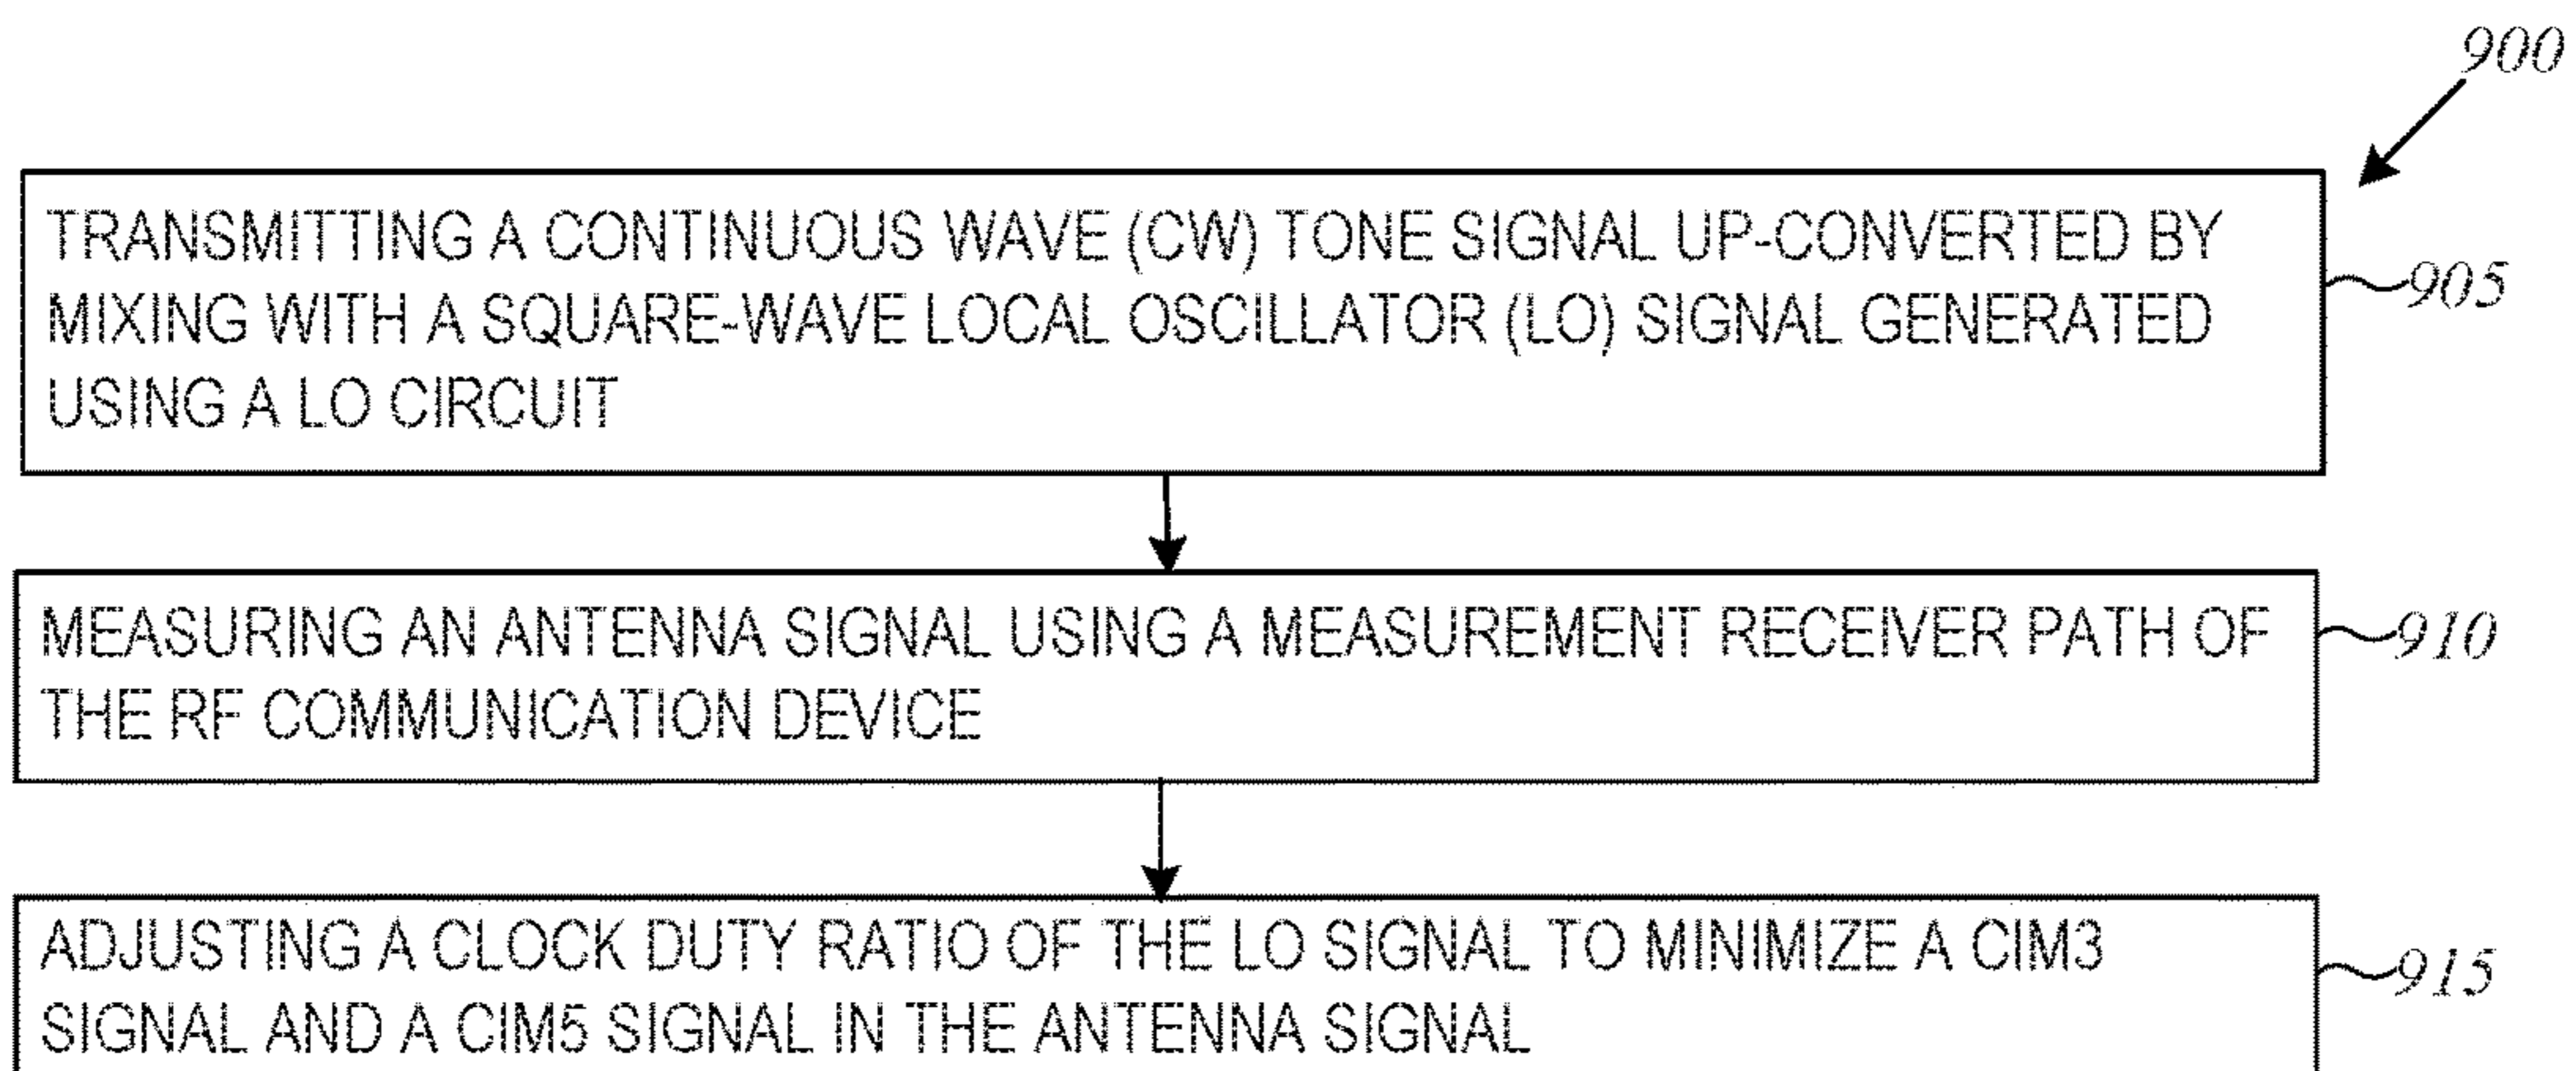 900
TRANSMITTING A CONTINUOUS WAVE (CW) TONE SIGNAL UP-CONVERTED BY
MIXING WITH A SQUARE-WAVE LOCAL OSCILLATOR (LO) SIGNAL GENERATED
USING A LO CIRCUIT
905
MEASURING AN ANTENNA SIGNAL USING A MEASUREMENT RECEIVER PATH OF
THE RF COMMUNICATION DEVICE
910
ADJUSTING A CLOCK DUTY RATIO OF THE LO SIGNAL TO MINIMIZE A CIM3
SIGNAL AND A CIM5 SIGNAL IN THE ANTENNA SIGNAL
915